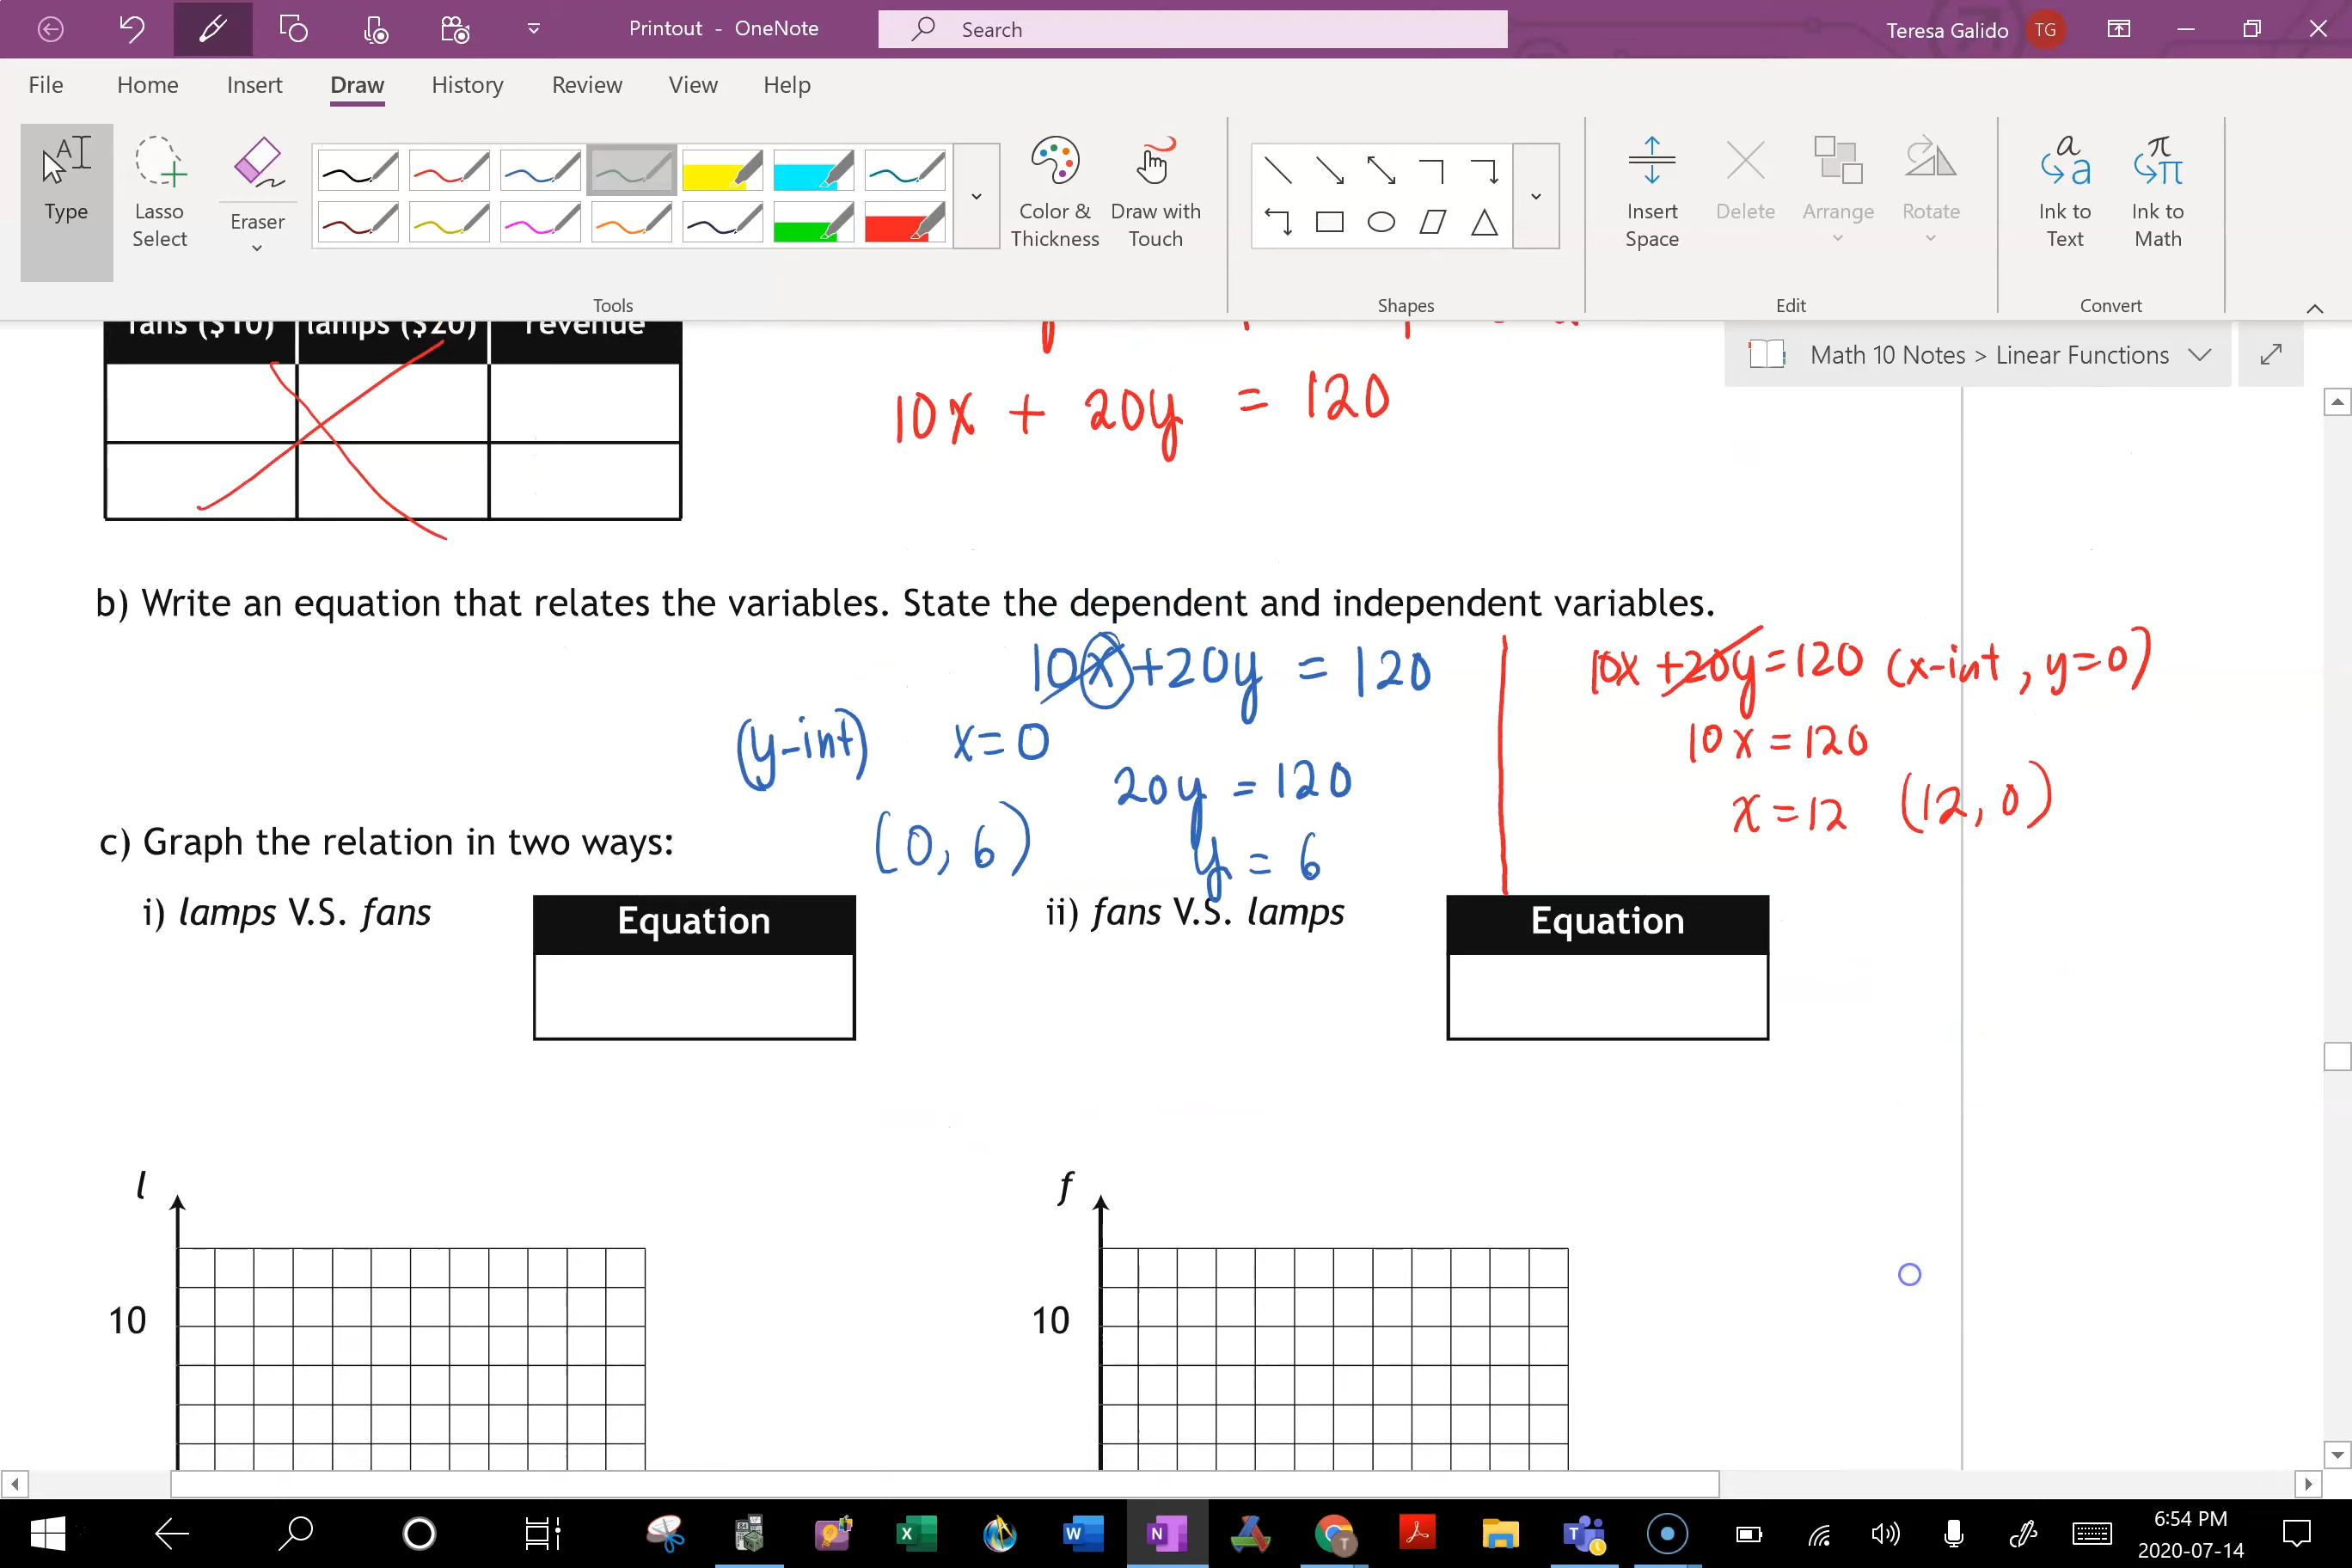 Printout - OneNote
Search
Teresa Galido TG
File Home Insert Draw History Review View Help
Type
Lasso Select
Eraser
Color & Thickness
Draw with Touch
Insert Space
Delete
Arrange
Rotate
Ink to Text
Ink to Math
Tools
Shapes
Edit
Convert
Math 10 Notes > Linear Functions
fans ($10) lamps ($20) revenue
10x + 20y = 120
b) Write an equation that relates the variables. State the dependent and independent variables.
10x+20y = 120
10x +20y=120 (x-int, y=0)
(y-int) x=0
10x=120
20y = 120
x=12 (12, 0)
c) Graph the relation in two ways:
(0, 6)
y = 6
i) lamps V.S. fans
Equation
ii) fans V.S. lamps
Equation
l
f
10
10
6:54 PM
2020-07-14